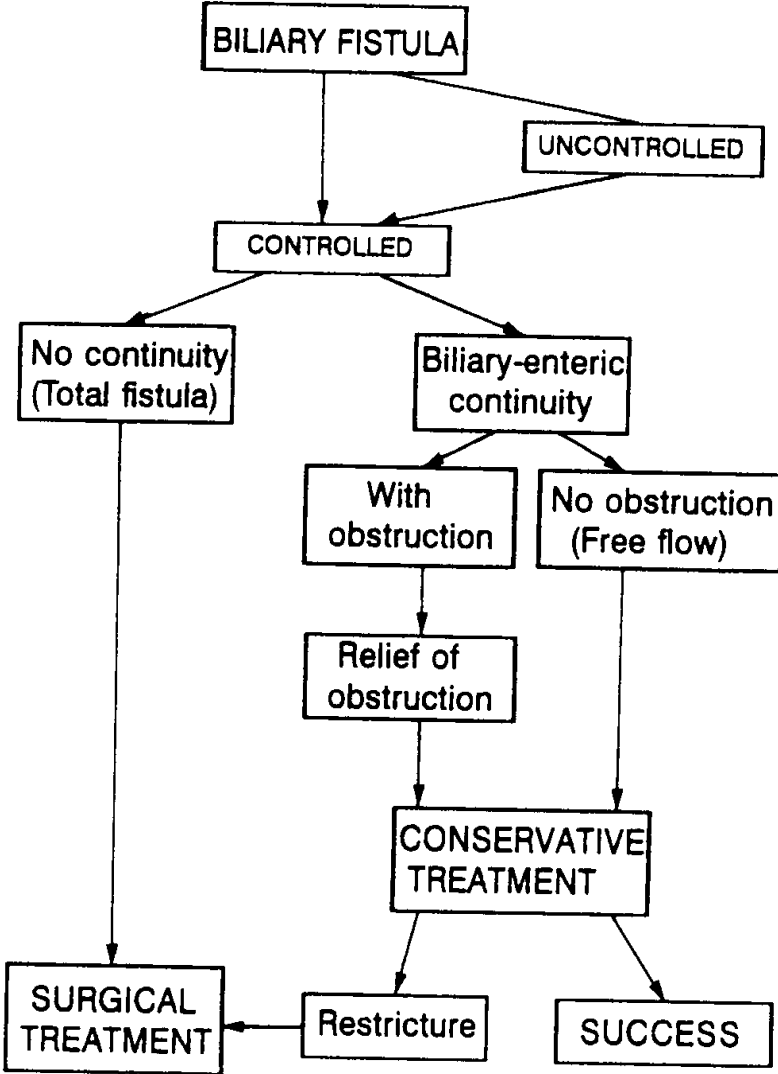 BILIARY FISTULA
UNCONTROLLED
CONTROLLED
No continuity
(Total fistula)
Biliary-enteric
continuity
With
obstruction
No obstruction
(Free flow)
Relief of
obstruction
CONSERVATIVE
TREATMENT
SURGICAL
TREATMENT
Restricture
SUCCESS